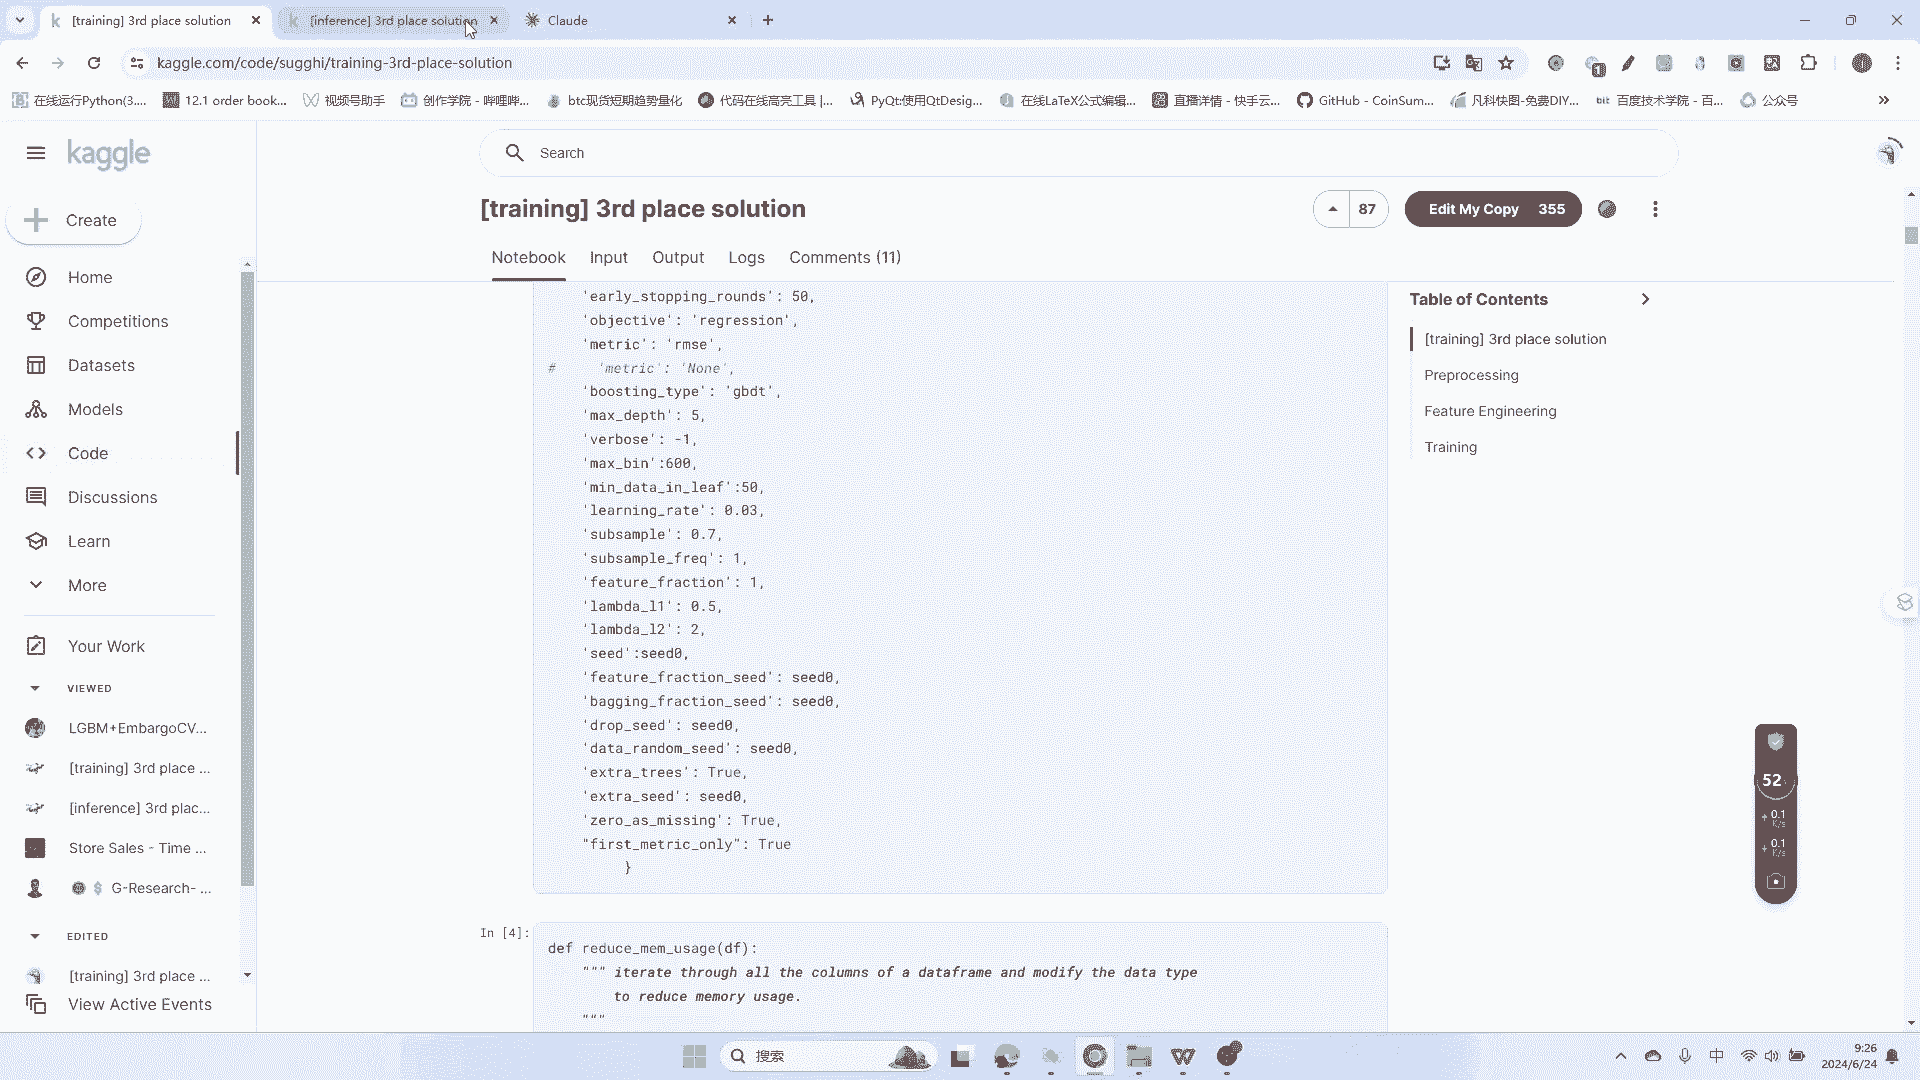 [training] 3rd place solution
[inference] 3rd place solution
Claude
kaggle.com/code/sugghi/training-3rd-place-solution
1
在线运行Python(3....
12.1 order book...
视频号助手
创作学院 - 哔哩哔...
btc现货短期趋势量化
代码在线高亮工具 |...
PyQt使用QtDesig...
在线LaTeX公式编辑...
直播详情 - 快手云...
GitHub - CoinSum...
凡科快图-免费DIY...
bit 百度技术学院 - 百...
公众号
kaggle
Search
Create
[training] 3rd place solution
87
Edit My Copy 355
Notebook
Input
Output
Logs
Comments (11)
Home
Competitions
Datasets
Models
Code
Discussions
Learn
More
Your Work
VIEWED
LGBM+EmbargoCV...
[training] 3rd place ...
[inference] 3rd plac...
Store Sales - Time ...
G-Research- ...
EDITED
[training] 3rd place ...
View Active Events
'early_stopping_rounds': 50,
'objective': 'regression',
'metric': 'rmse',
# 'metric': 'None',
'boosting_type': 'gbdt',
'max_depth': 5,
'verbose': -1,
'max_bin':600,
'min_data_in_leaf':50,
'learning_rate': 0.03,
'subsample': 0.7,
'subsample_freq': 1,
'feature_fraction': 1,
'lambda_l1': 0.5,
'lambda_l2': 2,
'seed':seed0,
'feature_fraction_seed': seed0,
'bagging_fraction_seed': seed0,
'drop_seed': seed0,
'data_random_seed': seed0,
'extra_trees': True,
'extra_seed': seed0,
'zero_as_missing': True,
"first_metric_only": True
}
In [4]:
def reduce_mem_usage(df):
""" iterate through all the columns of a dataframe and modify the data type
to reduce memory usage.
"""
Table of Contents
[training] 3rd place solution
Preprocessing
Feature Engineering
Training
52
0.1
K/s
0.1
K/s
搜索
中
9:26
2024/6/24